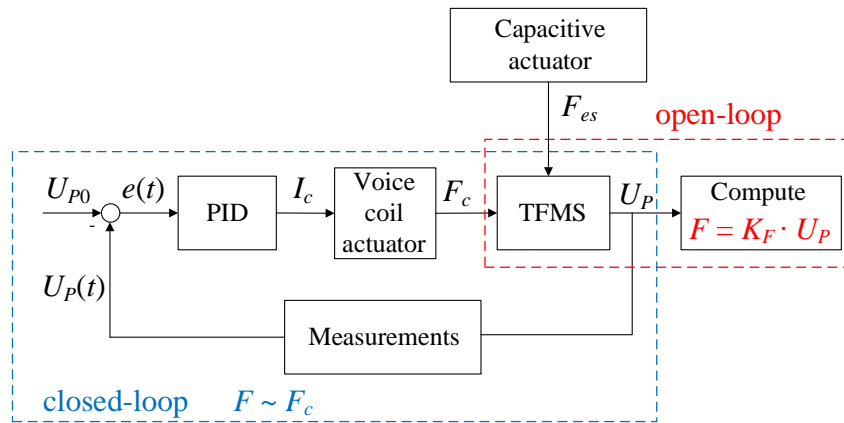 Capacitive
actuator
F_es
open-loop
U_P0
e(t)
PID
I_c
Voice
coil
actuator
F_c
TFMS
U_P
Compute
F = K_F · U_P
-
U_P(t)
Measurements
closed-loop F ~ F_c